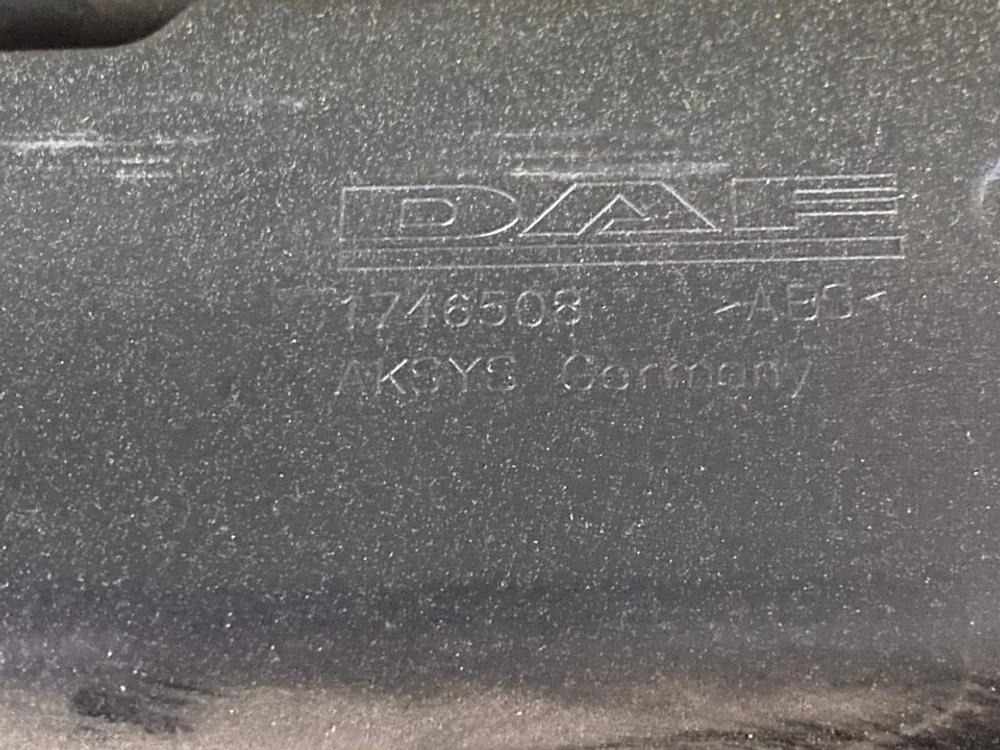 DAF
1746508 >ABS<
AKSYS Germany